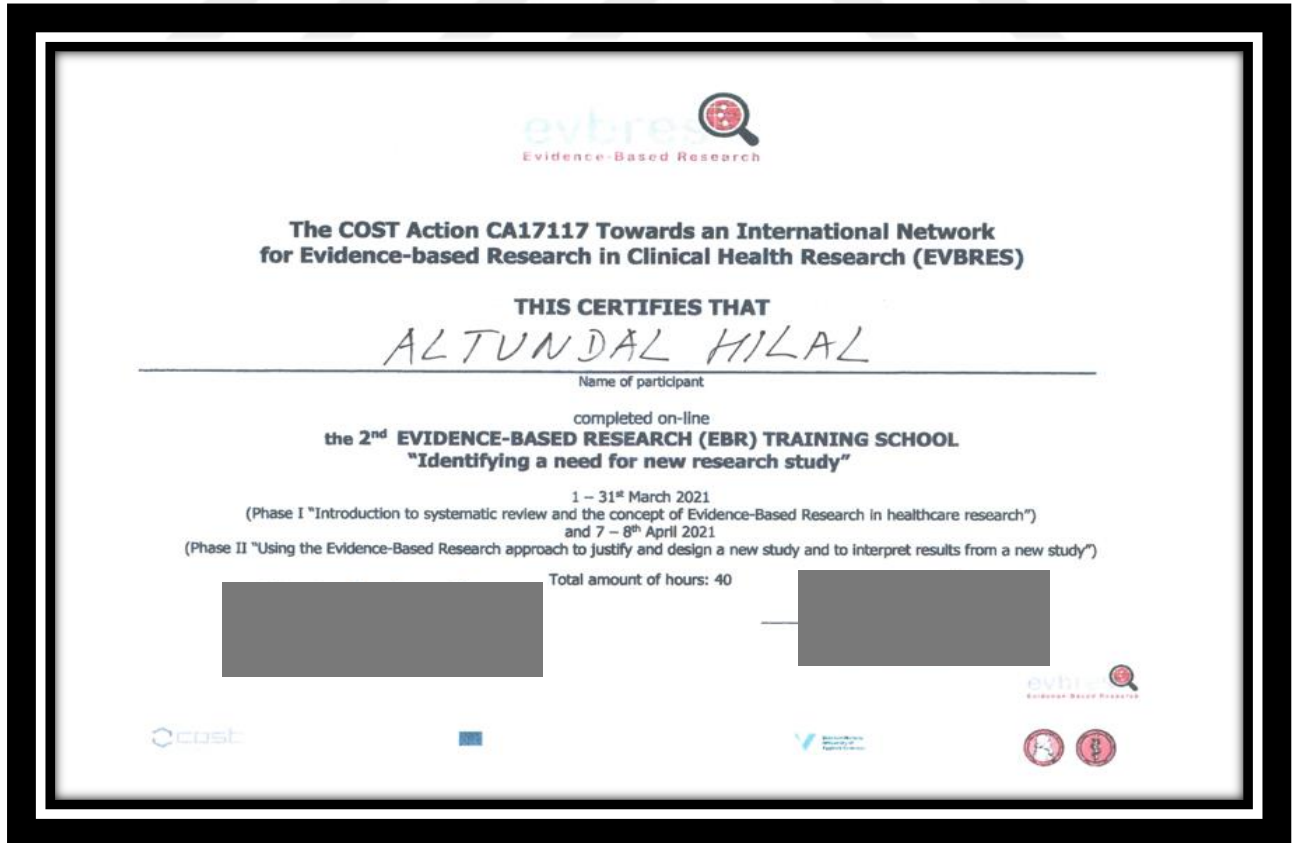 evbres
Evidence-Based Research
The COST Action CA17117 Towards an International Network
for Evidence-based Research in Clinical Health Research (EVBRES)
THIS CERTIFIES THAT
ALTUNDAL HILAL
Name of participant
completed on-line
the 2nd EVIDENCE-BASED RESEARCH (EBR) TRAINING SCHOOL
“Identifying a need for new research study”
1 – 31st March 2021
(Phase I “Introduction to systematic review and the concept of Evidence-Based Research in healthcare research”)
and 7 – 8th April 2021
(Phase II “Using the Evidence-Based Research approach to justify and design a new study and to interpret results from a new study”)
Total amount of hours: 40
evbres
Evidence-Based Research
cost